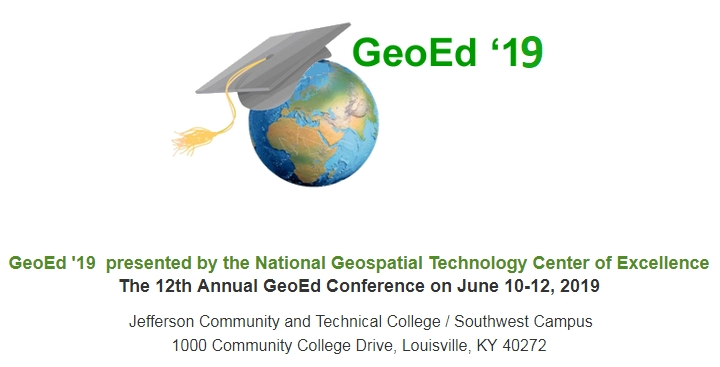 GeoEd ‘19
GeoEd '19  presented by the National Geospatial Technology Center of Excellence
The 12th Annual GeoEd Conference on June 10-12, 2019
Jefferson Community and Technical College / Southwest Campus
1000 Community College Drive, Louisville, KY 40272